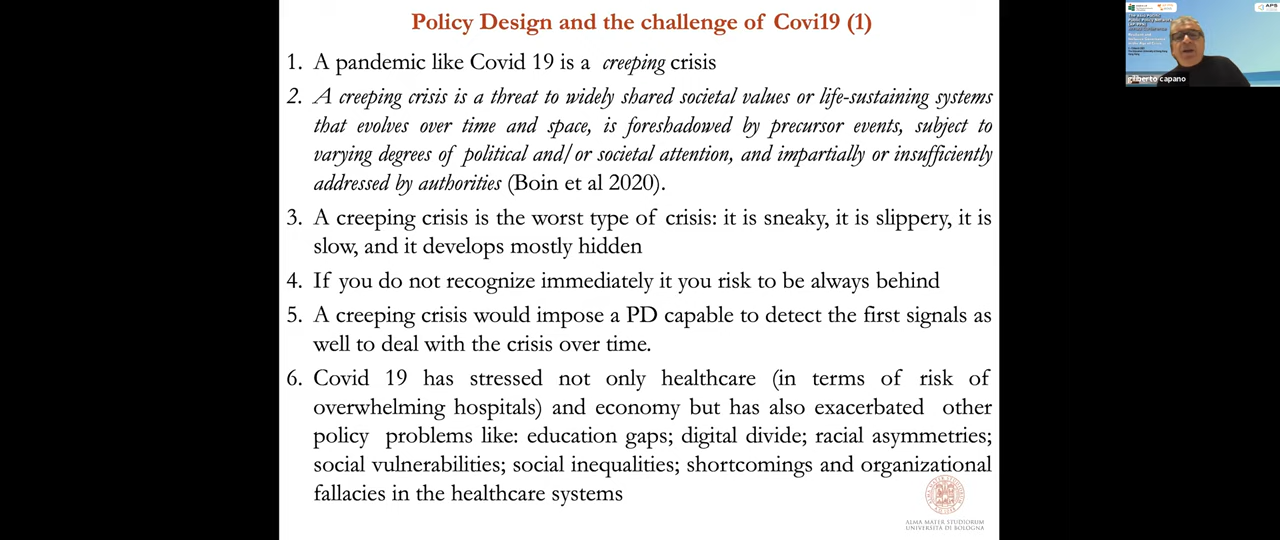 Policy Design and the challenge of Covi19 (1)
1. A pandemic like Covid 19 is a creeping crisis
2. A creeping crisis is a threat to widely shared societal values or life-sustaining systems
that evolves over time and space, is foreshadowed by precursor events, subject to
varying degrees of political and/or societal attention, and impartially or insufficiently
addressed by authorities (Boin et al 2020).
3. A creeping crisis is the worst type of crisis: it is sneaky, it is slippery, it is
slow, and it develops mostly hidden
4. If you do not recognize immediately it you risk to be always behind
5. A creeping crisis would impose a PD capable to detect the first signals as
well to deal with the crisis over time.
6. Covid 19 has stressed not only healthcare (in terms of risk of
overwhelming hospitals) and economy but has also exacerbated other
policy problems like: education gaps; digital divide; racial asymmetries;
social vulnerabilities; social inequalities; shortcomings and organizational
fallacies in the healthcare systems
ALMA MATER STUDIORUM
UNIVERSITÀ DI BOLOGNA
APS
gilberto capano